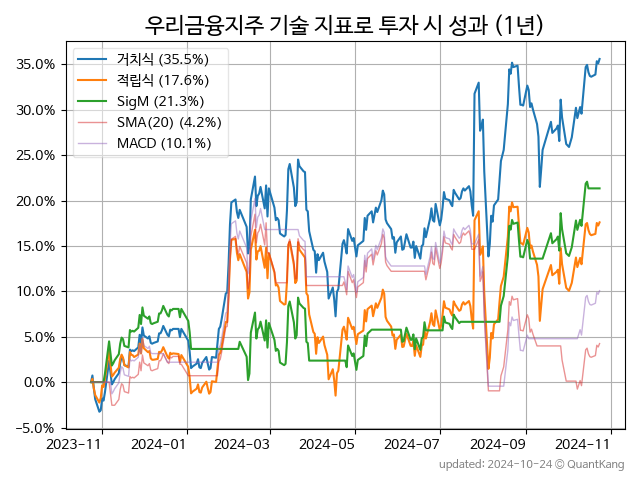 우리금융지주 기술 지표로 투자 시 성과 (1년)
거치식 (35.5%)
적립식 (17.6%)
SigM (21.3%)
SMA(20) (4.2%)
MACD (10.1%)
35.0%
30.0%
25.0%
20.0%
15.0%
10.0%
5.0%
0.0%
−5.0%
2023-11 2024-01 2024-03 2024-05 2024-07 2024-09 2024-11
updated: 2024-10-24 © QuantKang